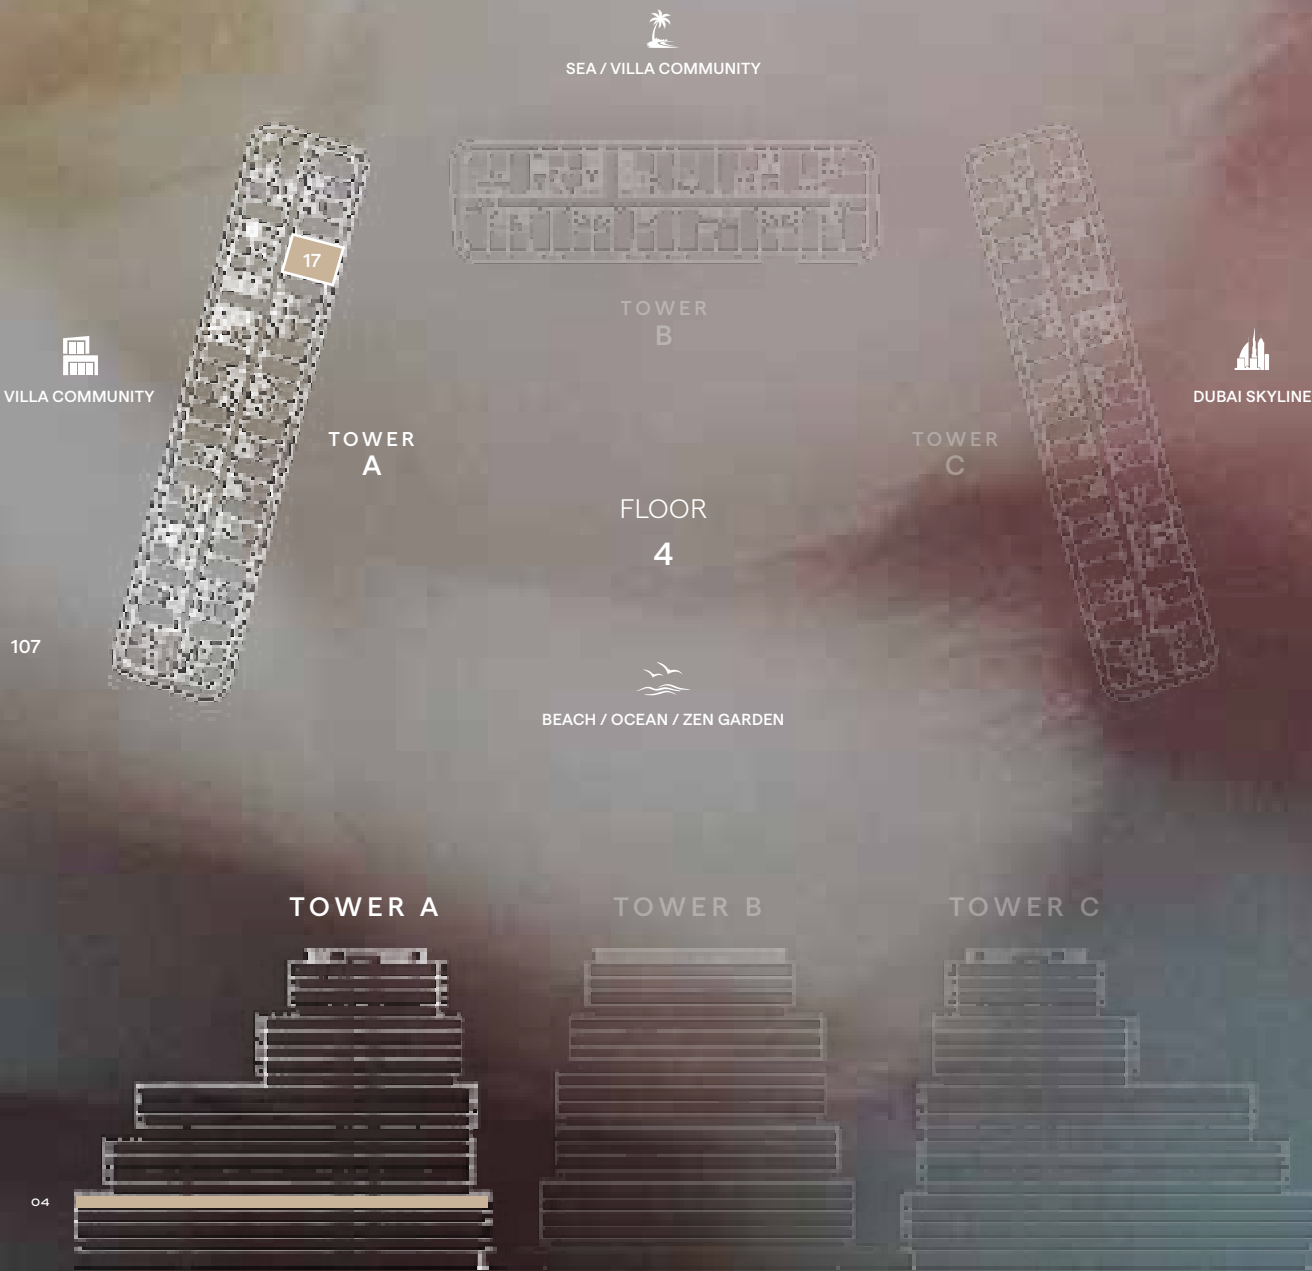 SEA / VILLA COMMUNITY
17
TOWER
B
VILLA COMMUNITY
DUBAI SKYLINE
TOWER
A
TOWER
C
FLOOR
4
107
BEACH / OCEAN / ZEN GARDEN
TOWER A
TOWER B
TOWER C
04